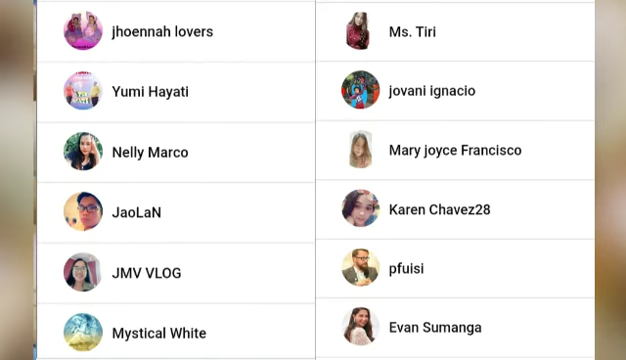 jhoennah lovers
Yumi Hayati
Nelly Marco
JaoLaN
JMV VLOG
Mystical White
Ms. Tiri
jovani ignacio
Mary joyce Francisco
Karen Chavez28
pfuisi
Evan Sumanga